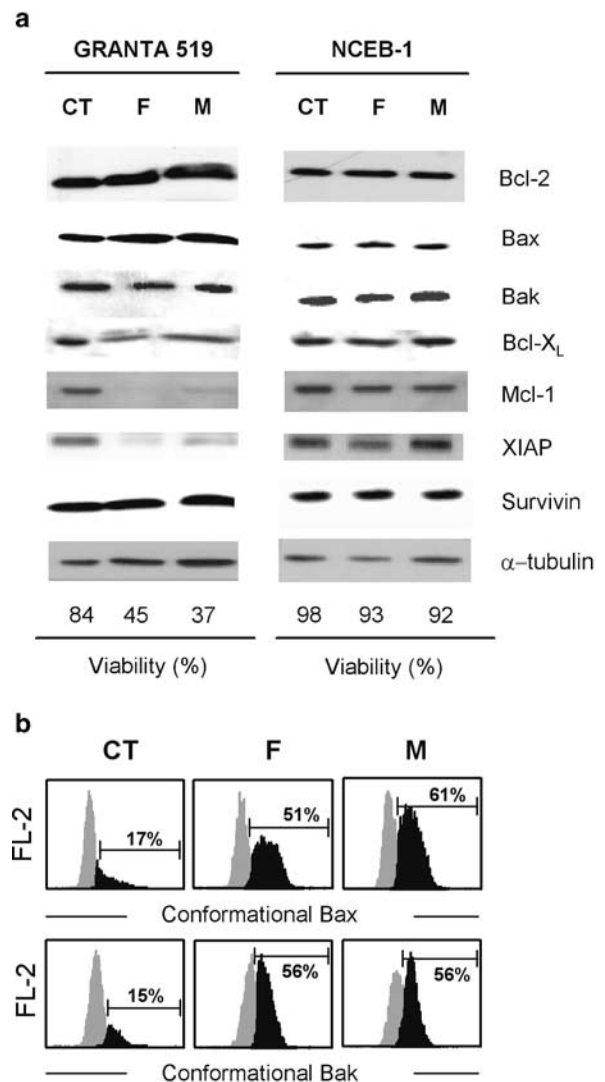 a
GRANTA 519 NCEB-1
CT F M CT F M
Bcl-2
Bax
Bak
Bcl-XL
Mcl-1
XIAP
Survivin
α–tubulin
84 45 37 98 93 92
Viability (%) Viability (%)
b
CT F M
FL-2 17% 51% 61%
Conformational Bax
FL-2 15% 56% 56%
Conformational Bak